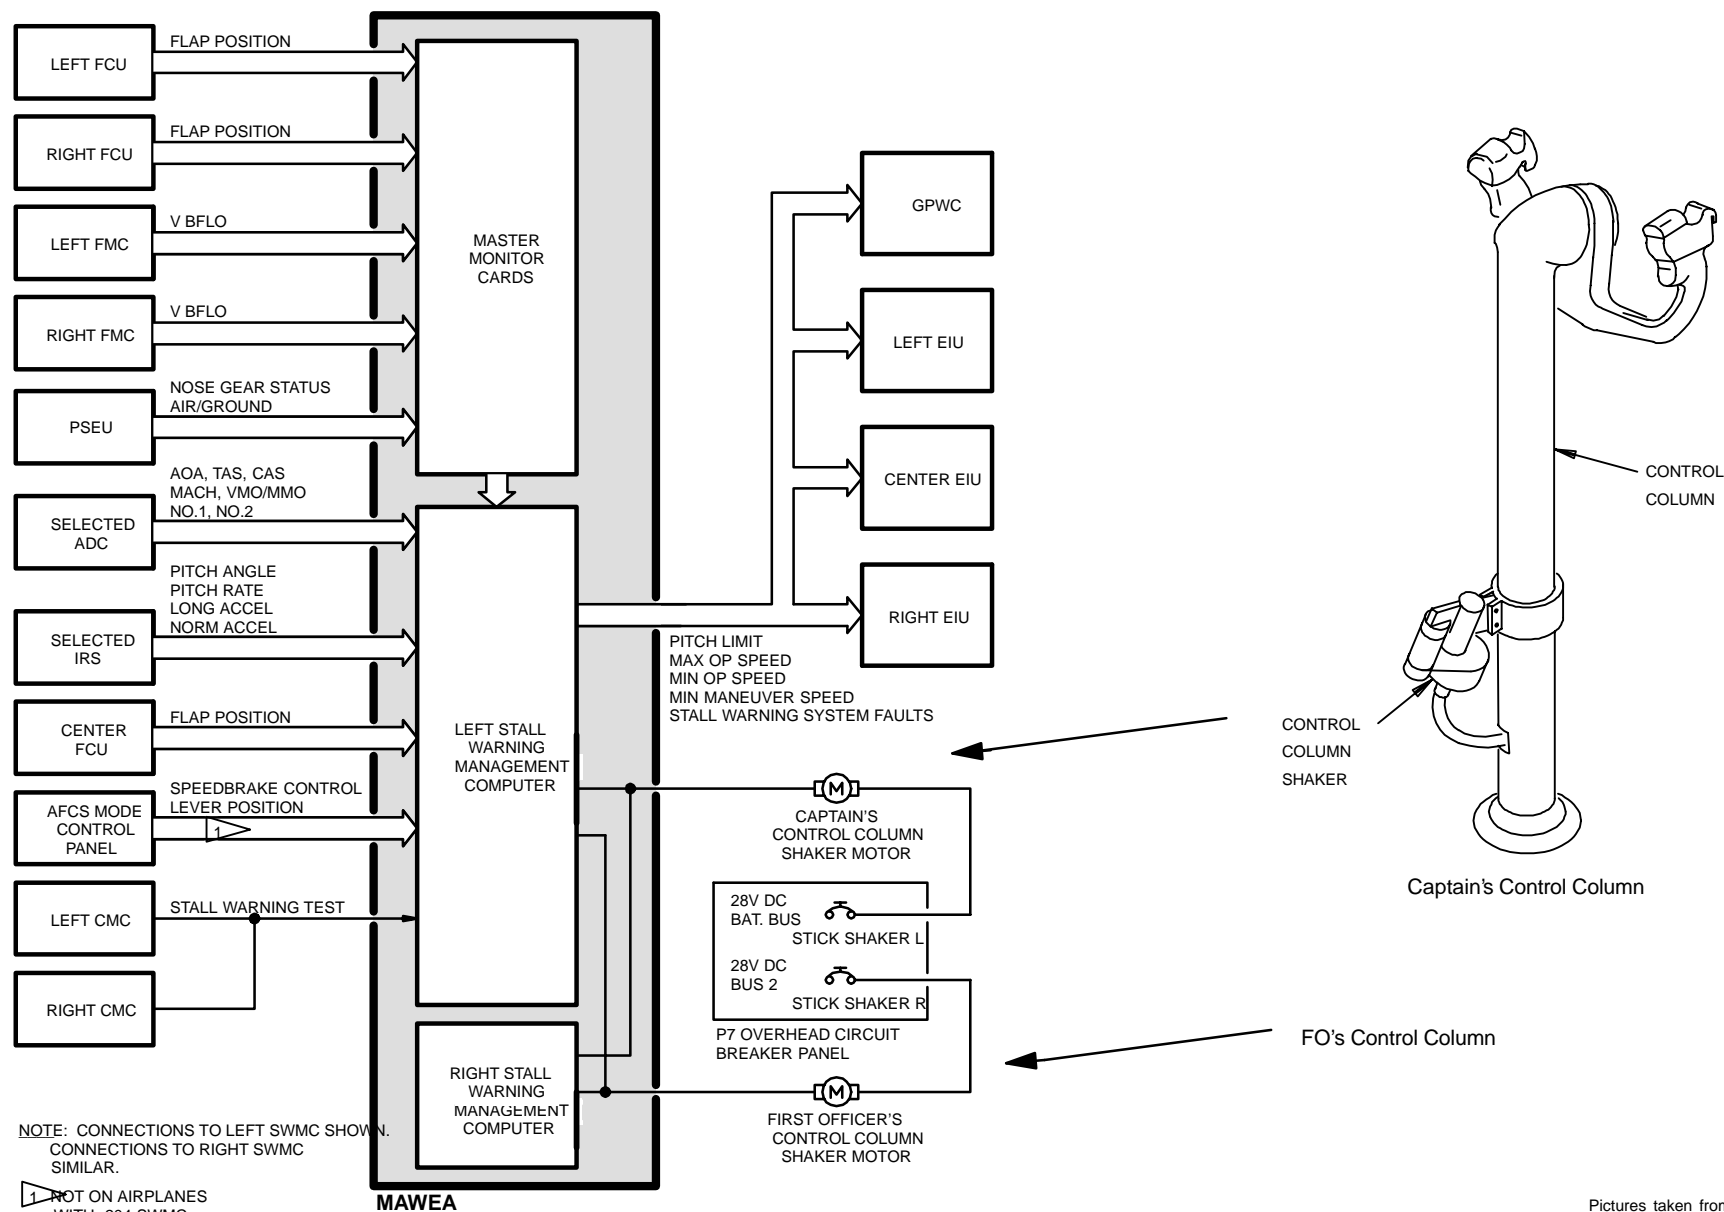 LEFT FCU
FLAP POSITION
RIGHT FCU
FLAP POSITION
LEFT FMC
V BFLO
RIGHT FMC
V BFLO
PSEU
NOSE GEAR STATUS
AIR/GROUND
SELECTED
ADC
AOA, TAS, CAS
MACH, VMO/MMO
NO.1, NO.2
SELECTED
IRS
PITCH ANGLE
PITCH RATE
LONG ACCEL
NORM ACCEL
CENTER
FCU
FLAP POSITION
AFCS MODE
CONTROL
PANEL
SPEEDBRAKE CONTROL
LEVER POSITION
1
LEFT CMC
STALL WARNING TEST
RIGHT CMC
MASTER
MONITOR
CARDS
LEFT STALL
WARNING
MANAGEMENT
COMPUTER
RIGHT STALL
WARNING
MANAGEMENT
COMPUTER
MAWEA
GPWC
LEFT EIU
CENTER EIU
RIGHT EIU
PITCH LIMIT
MAX OP SPEED
MIN OP SPEED
MIN MANEUVER SPEED
STALL WARNING SYSTEM FAULTS
M
CAPTAIN'S
CONTROL COLUMN
SHAKER MOTOR
28V DC
BAT. BUS
STICK SHAKER L
28V DC
BUS 2
STICK SHAKER R
P7 OVERHEAD CIRCUIT
BREAKER PANEL
M
FIRST OFFICER'S
CONTROL COLUMN
SHAKER MOTOR
CONTROL
COLUMN
CONTROL
COLUMN
SHAKER
Captain's Control Column
FO's Control Column
NOTE: CONNECTIONS TO LEFT SWMC SHOWN.
CONNECTIONS TO RIGHT SWMC
SIMILAR.
1 NOT ON AIRPLANES
Pictures taken from